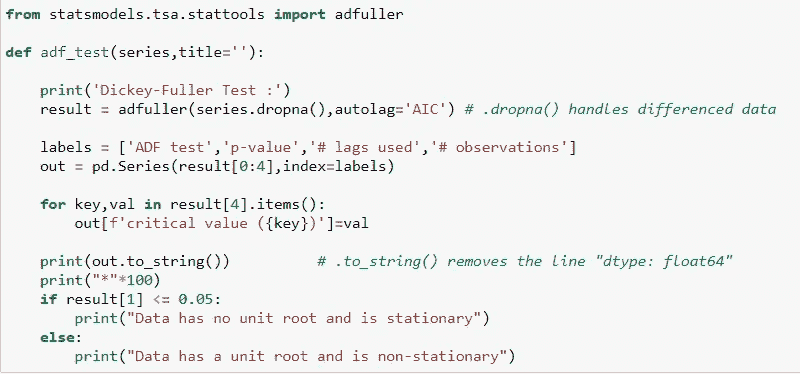 from statsmodels.tsa.stattools import adfuller
def adf_test(series,title=''):
print('Dickey-Fuller Test :')
result = adfuller(series.dropna(),autolag='AIC') # .dropna() handles differenced data
labels = ['ADF test','p-value','# lags used','# observations']
out = pd.Series(result[0:4],index=labels)
for key,val in result[4].items():
out[f'critical value ({key})']=val
print(out.to_string())          # .to_string() removes the line "dtype: float64"
print("*"*100)
if result[1] <= 0.05:
print("Data has no unit root and is stationary")
else:
print("Data has a unit root and is non-stationary")